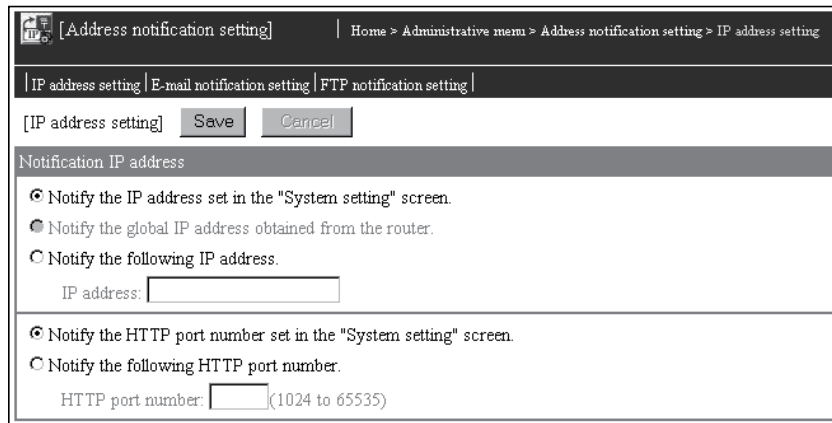 [Address notification setting] | Home > Administrative menu > Address notification setting > IP address setting
| IP address setting | E-mail notification setting | FTP notification setting |
[IP address setting] Save Cancel
Notification IP address
Notify the IP address set in the "System setting" screen.
Notify the global IP address obtained from the router.
Notify the following IP address.
IP address:
Notify the HTTP port number set in the "System setting" screen.
Notify the following HTTP port number.
HTTP port number: (1024 to 65535)